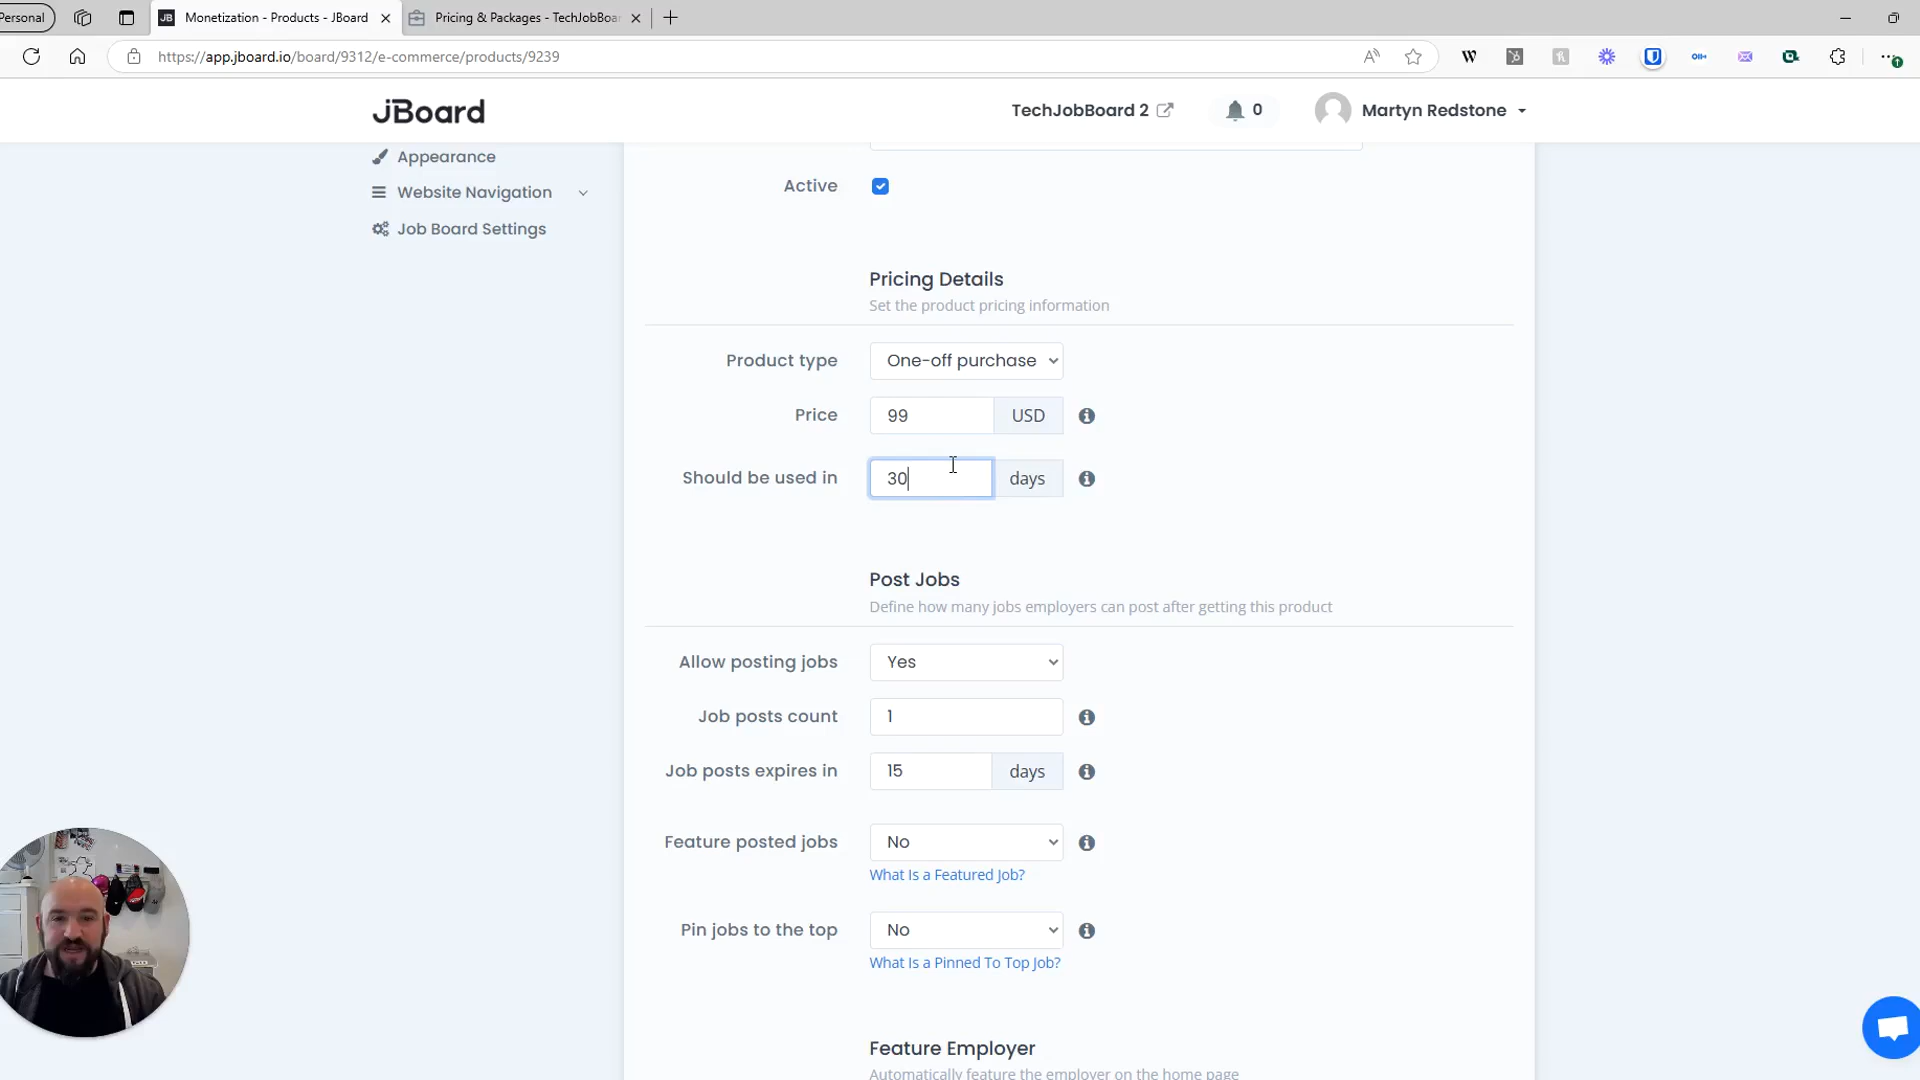 Personal
Monetization - Products - JBoard
Pricing & Packages - TechJobBoar
https://app.jboard.io/board/9312/e-commerce/products/9239
JBoard
TechJobBoard 2
0
Martyn Redstone
Appearance
Website Navigation
Job Board Settings
Active
Pricing Details
Set the product pricing information
Product type
One-off purchase
Price
99
USD
Should be used in
30
days
Post Jobs
Define how many jobs employers can post after getting this product
Allow posting jobs
Yes
Job posts count
1
Job posts expires in
15
days
Feature posted jobs
No
What Is a Featured Job?
Pin jobs to the top
No
What Is a Pinned To Top Job?
Feature Employer
Automatically feature the employer on the home page